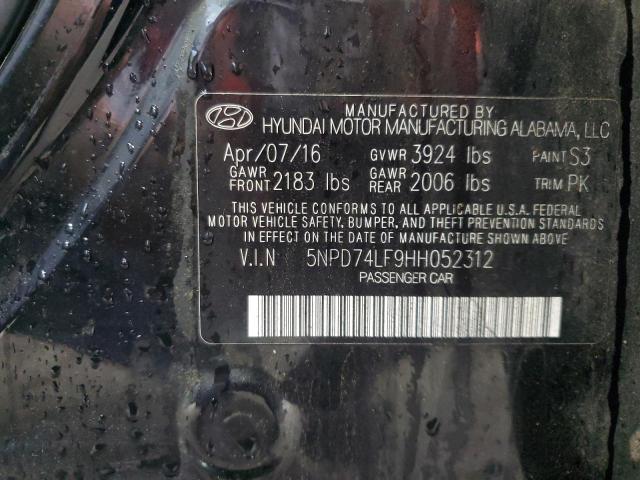 MANUFACTURED BY
HYUNDAI MOTOR MANUFACTURING ALABAMA, LLC
Apr/07/16 GVWR 3924 lbs PAINT S3
GAWR FRONT 2183 lbs GAWR REAR 2006 lbs TRIM PK
THIS VEHICLE CONFORMS TO ALL APPLICABLE U.S.A. FEDERAL
MOTOR VEHICLE SAFETY, BUMPER, AND THEFT PREVENTION STANDARDS
IN EFFECT ON THE DATE OF MANUFACTURE SHOWN ABOVE.
V.I.N 5NPD74LF9HH052312
PASSENGER CAR